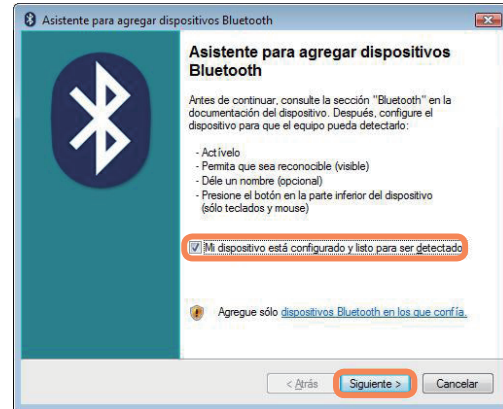 Asistente para agregar dispositivos Bluetooth
Asistente para agregar dispositivos
Bluetooth
Antes de continuar, consulte la sección "Bluetooth" en la
documentación del dispositivo. Después, configure el
dispositivo para que el equipo pueda detectarlo:
- Actívelo
- Permita que sea reconocible (visible)
- Déle un nombre (opcional)
- Presione el botón en la parte inferior del dispositivo
(sólo teclados y mouse)
Mi dispositivo está configurado y listo para ser detectado
Agregue sólo dispositivos Bluetooth en los que confía.
< Atrás Siguiente > Cancelar